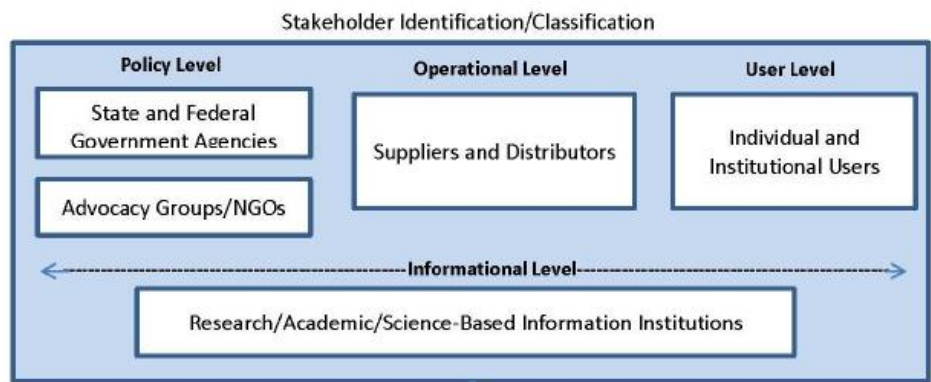 Stakeholder Identification/Classification
Policy Level
Operational Level
User Level
State and Federal
Government Agencies
Suppliers and Distributors
Individual and
Institutional Users
Advocacy Groups/NGOs
Informational Level
Research/Academic/Science-Based Information Institutions